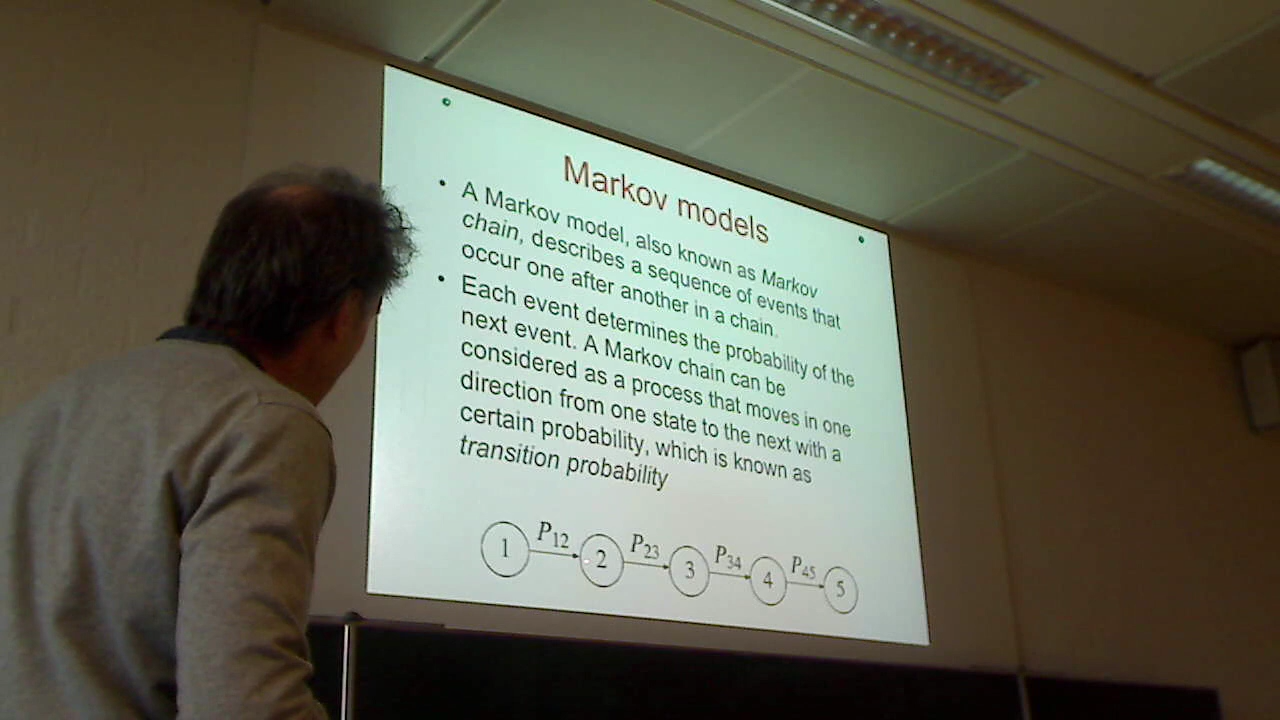 Markov models
• A Markov model, also known as Markov
chain, describes a sequence of events that
occur one after another in a chain.
• Each event determines the probability of the
next event. A Markov chain can be
considered as a process that moves in one
direction from one state to the next with a
certain probability, which is known as
transition probability
1 P12 2 P23 3 P34 4 P45 5